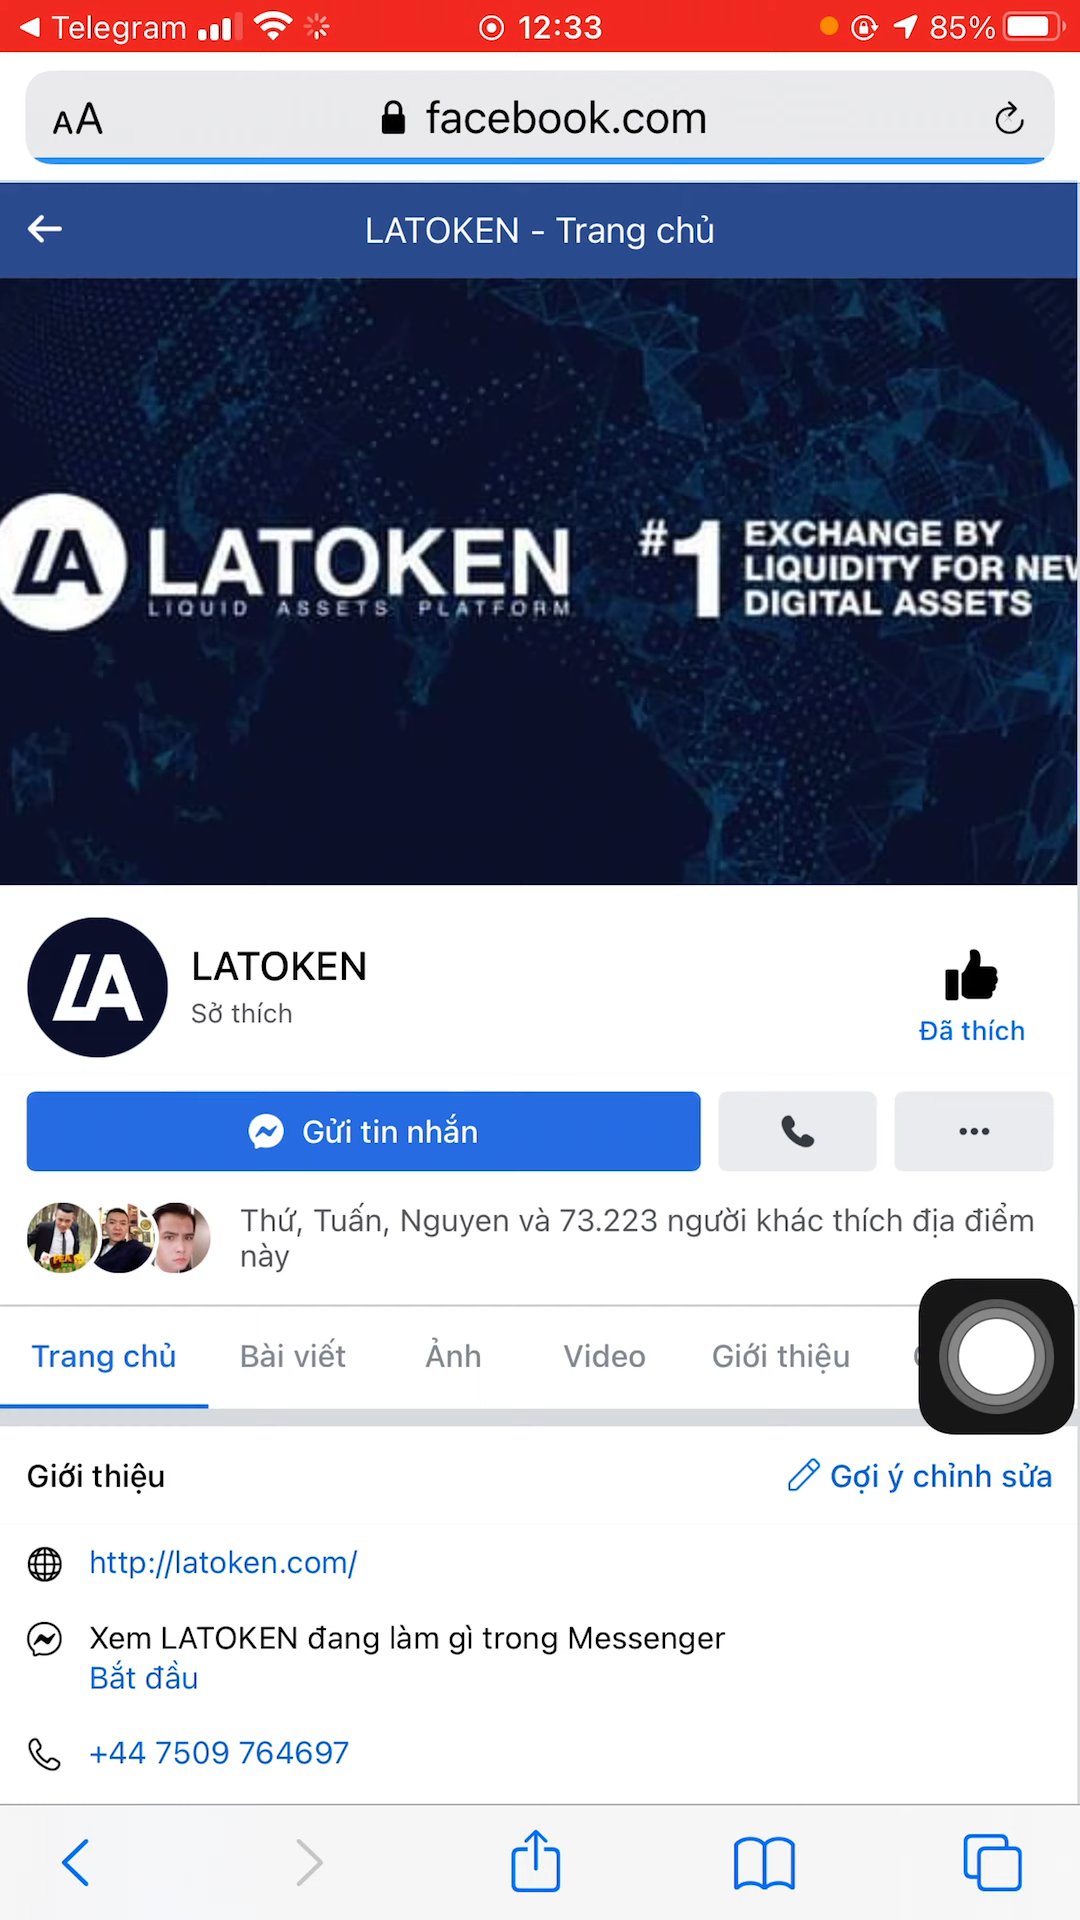 Telegram 12:33 85%
AA facebook.com
LATOKEN - Trang chủ
LA LATOKEN
LIQUID ASSETS PLATFORM
#1 EXCHANGE BY
LIQUIDITY FOR NEW
DIGITAL ASSETS
LA
LATOKEN
Sở thích
Đã thích
Gửi tin nhắn
Thứ, Tuấn, Nguyen và 73.223 người khác thích địa điểm
này
Trang chủ Bài viết Ảnh Video Giới thiệu
Giới thiệu
Gợi ý chỉnh sửa
http://latoken.com/
Xem LATOKEN đang làm gì trong Messenger
Bắt đầu
+44 7509 764697